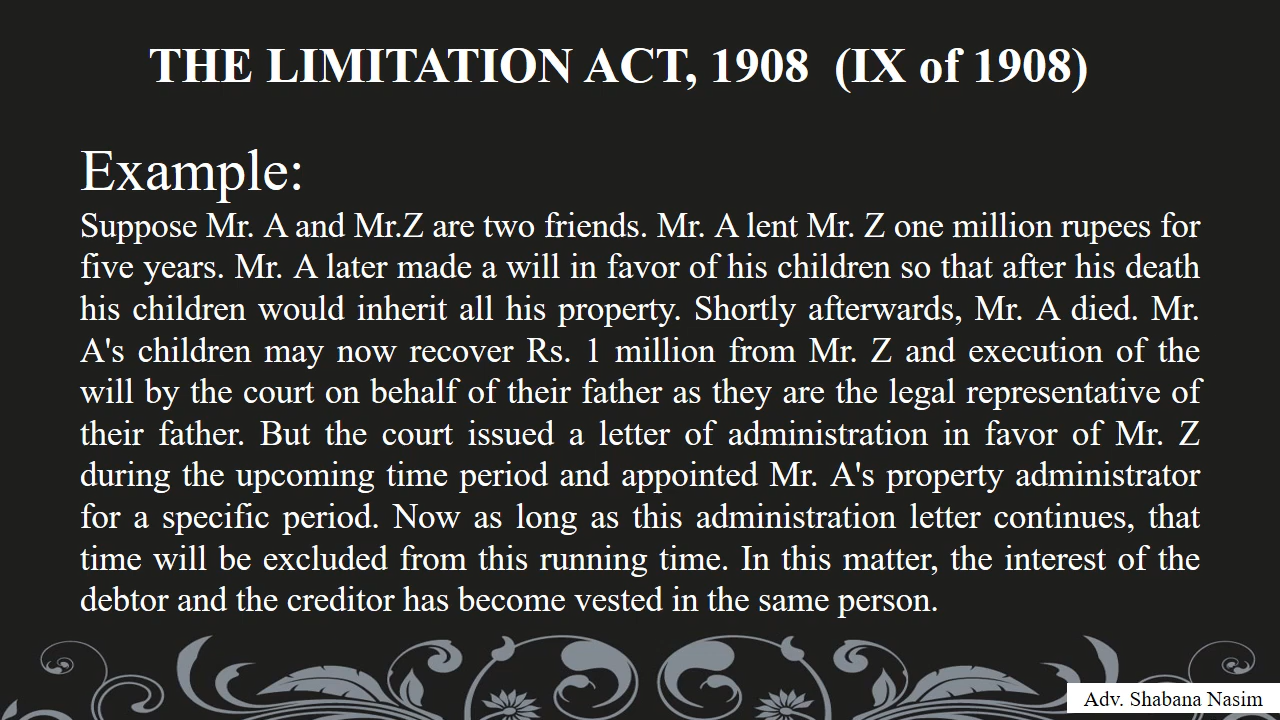 THE LIMITATION ACT, 1908 (IX of 1908)
Example:
Suppose Mr. A and Mr.Z are two friends. Mr. A lent Mr. Z one million rupees for
five years. Mr. A later made a will in favor of his children so that after his death
his children would inherit all his property. Shortly afterwards, Mr. A died. Mr.
A's children may now recover Rs. 1 million from Mr. Z and execution of the
will by the court on behalf of their father as they are the legal representative of
their father. But the court issued a letter of administration in favor of Mr. Z
during the upcoming time period and appointed Mr. A's property administrator
for a specific period. Now as long as this administration letter continues, that
time will be excluded from this running time. In this matter, the interest of the
debtor and the creditor has become vested in the same person.
Adv. Shabana Nasim